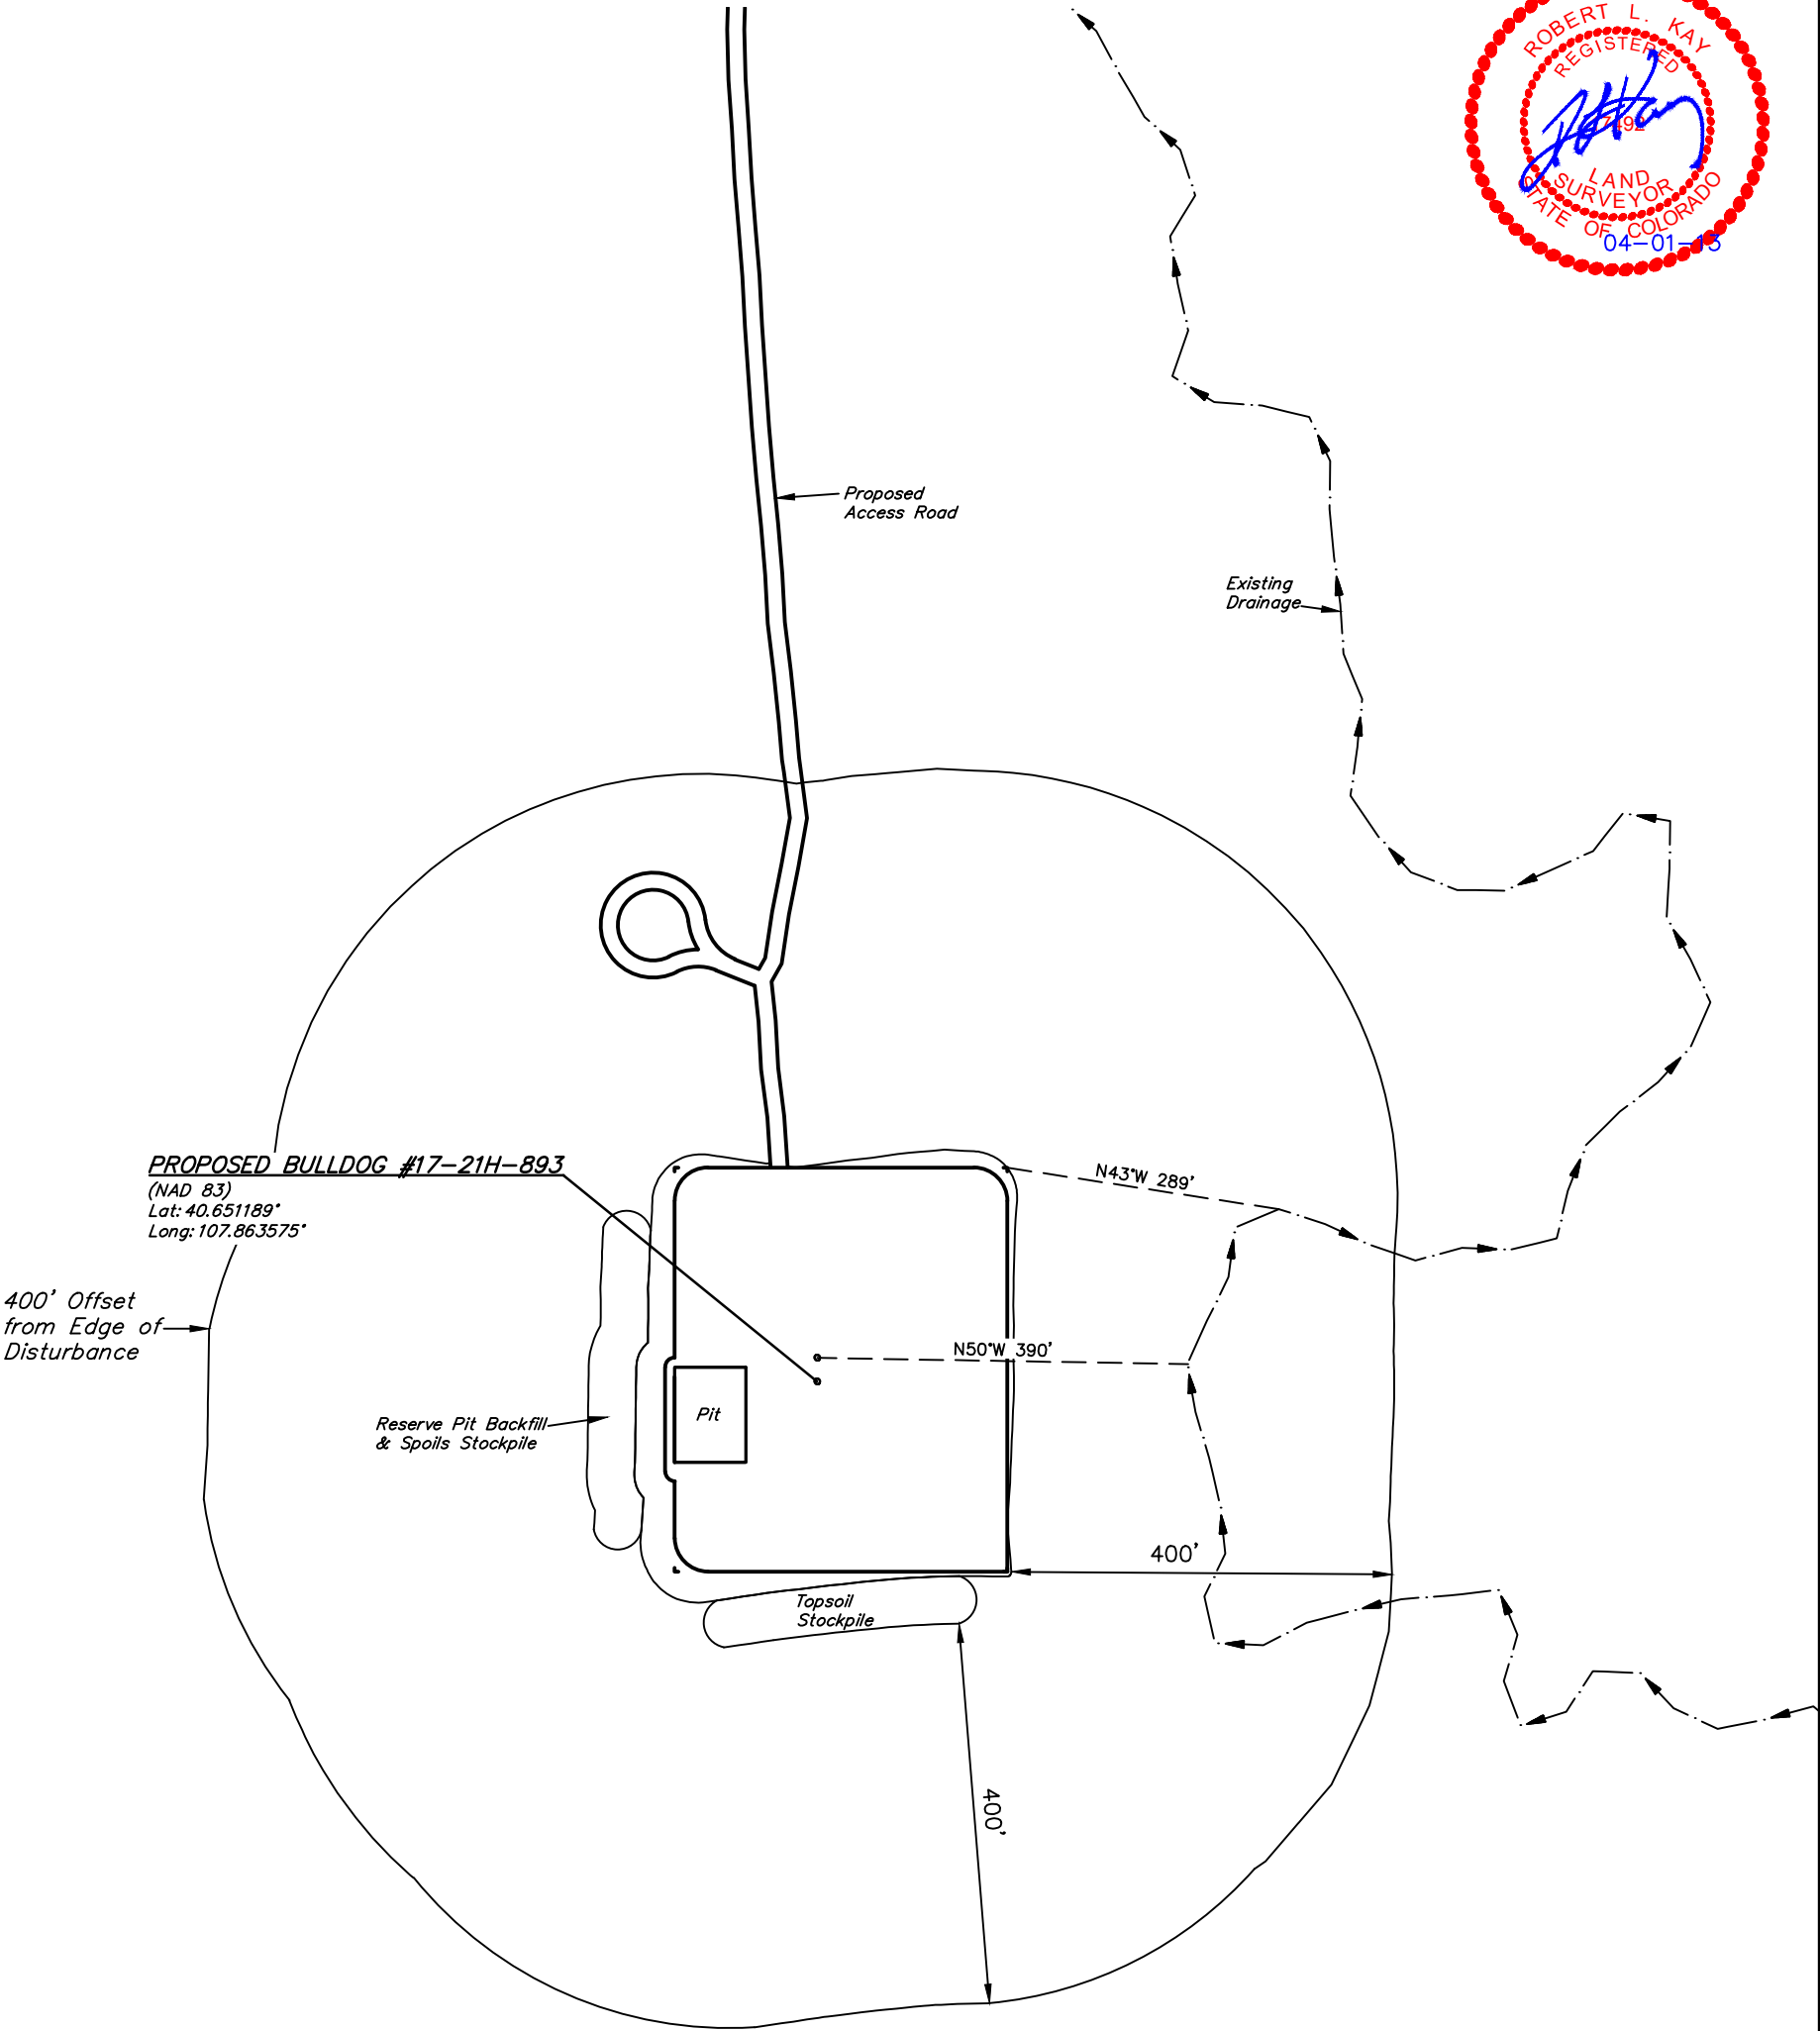 ROBERT L. KAY
REGISTERED
LAND
SURVEYOR
STATE OF COLORADO
04-01-13
Proposed
Access Road
Existing
Drainage
PROPOSED BULLDOG #17-21H-893
(NAD 83)
Lat: 40.651189°
Long: 107.863575°
N43°W 289'
400' Offset
from Edge of
Disturbance
N50°W 390'
Pit
Reserve Pit Backfill
& Spoils Stockpile
400'
Topsoil
Stockpile
400'